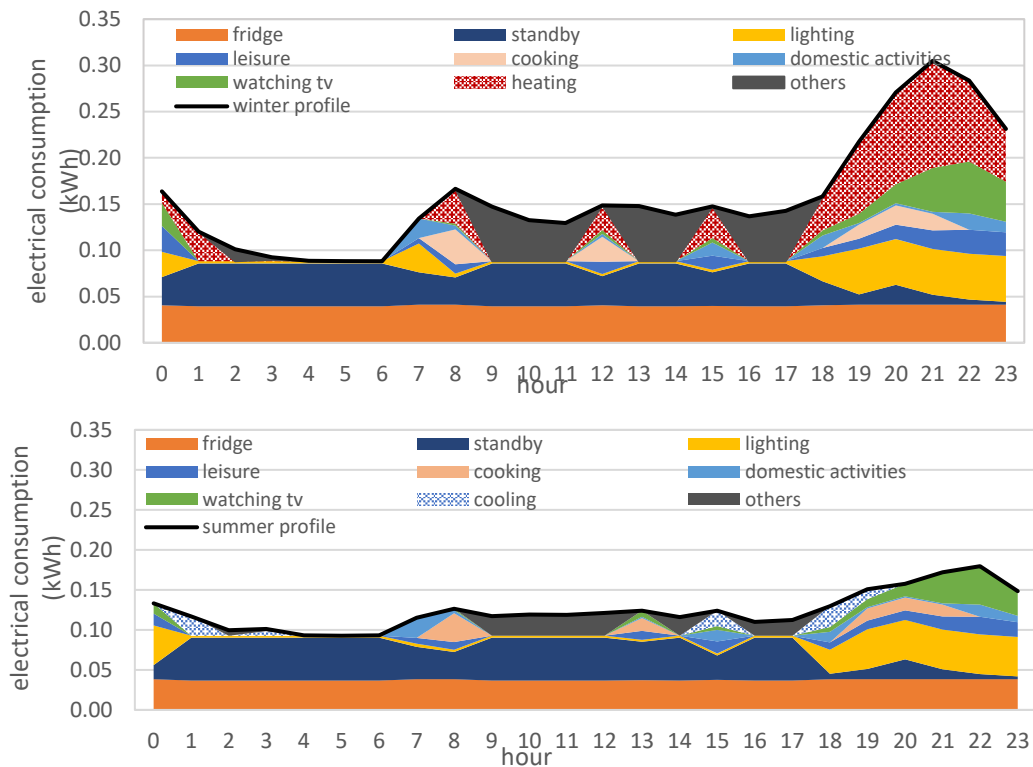 0.35
0.30
0.25
0.20
0.15
0.10
0.05
0.00
electrical consumption
(kWh)
fridge standby lighting
leisure cooking domestic activities
watching tv heating others
winter profile
0 1 2 3 4 5 6 7 8 9 10 11 12 13 14 15 16 17 18 19 20 21 22 23
hour
0.35
0.30
0.25
0.20
0.15
0.10
0.05
0.00
electrical consumption
(kWh)
fridge standby lighting
leisure cooking domestic activities
watching tv cooling others
summer profile
0 1 2 3 4 5 6 7 8 9 10 11 12 13 14 15 16 17 18 19 20 21 22 23
hour